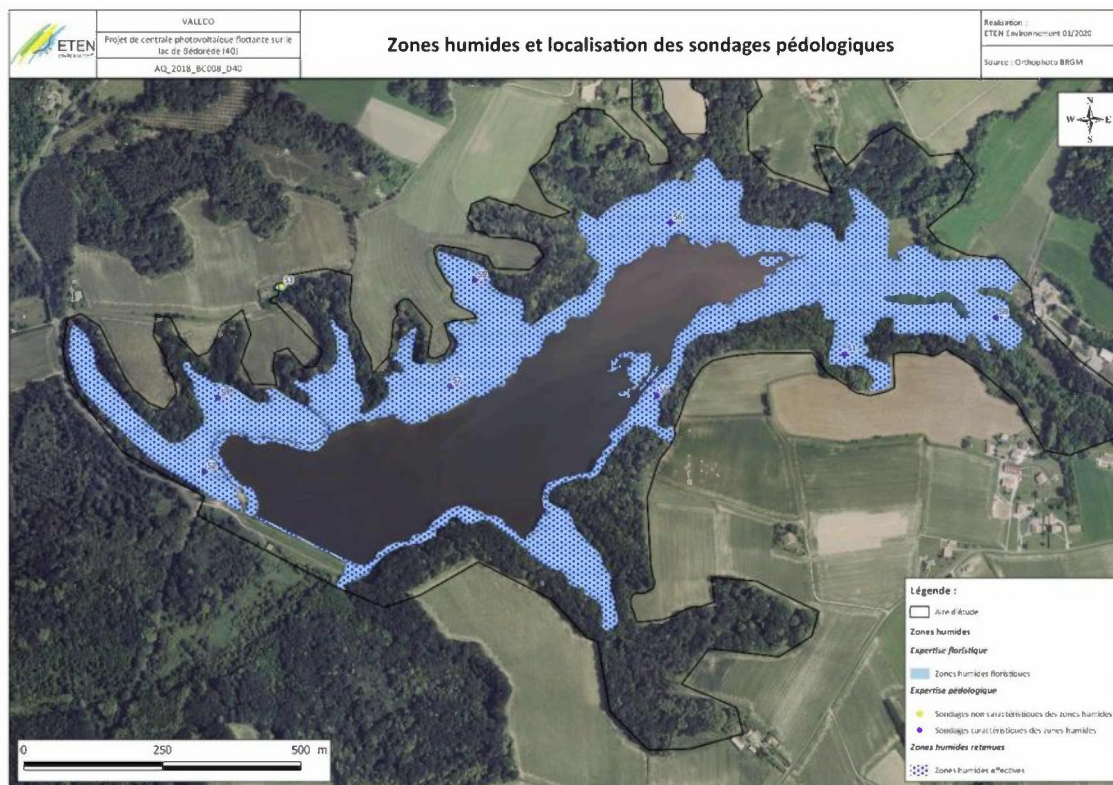 ETEN
ENVIRONNEMENT
VALECO
Projet de centrale photovoltaïque flottante sur le
lac de Bédorède (40)
AQ_2018_BC008_D40
Zones humides et localisation des sondages pédologiques
Réalisation :
ETEN Environnement 01/2020
Source : Orthophoto BRGM
N
W E
S
Légende :
Aire d'étude
Zones humides
Expertise floristique
Zones humides floristiques
Expertise pédologique
Sondages non caractéristiques des zones humides
Sondages caractéristiques des zones humides
Zones humides retenues
Zones humides effectives
0 250 500 m